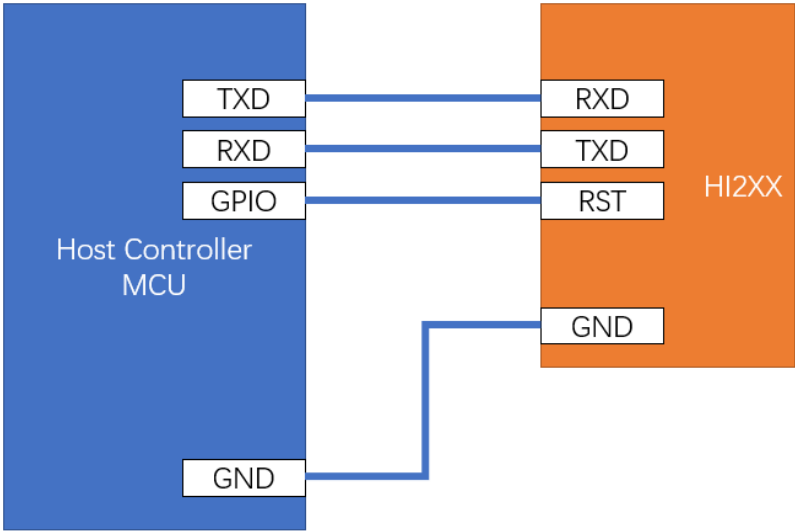 TXD
RXD
RXD
TXD
GPIO
RST
HI2XX
Host Controller
MCU
GND
GND